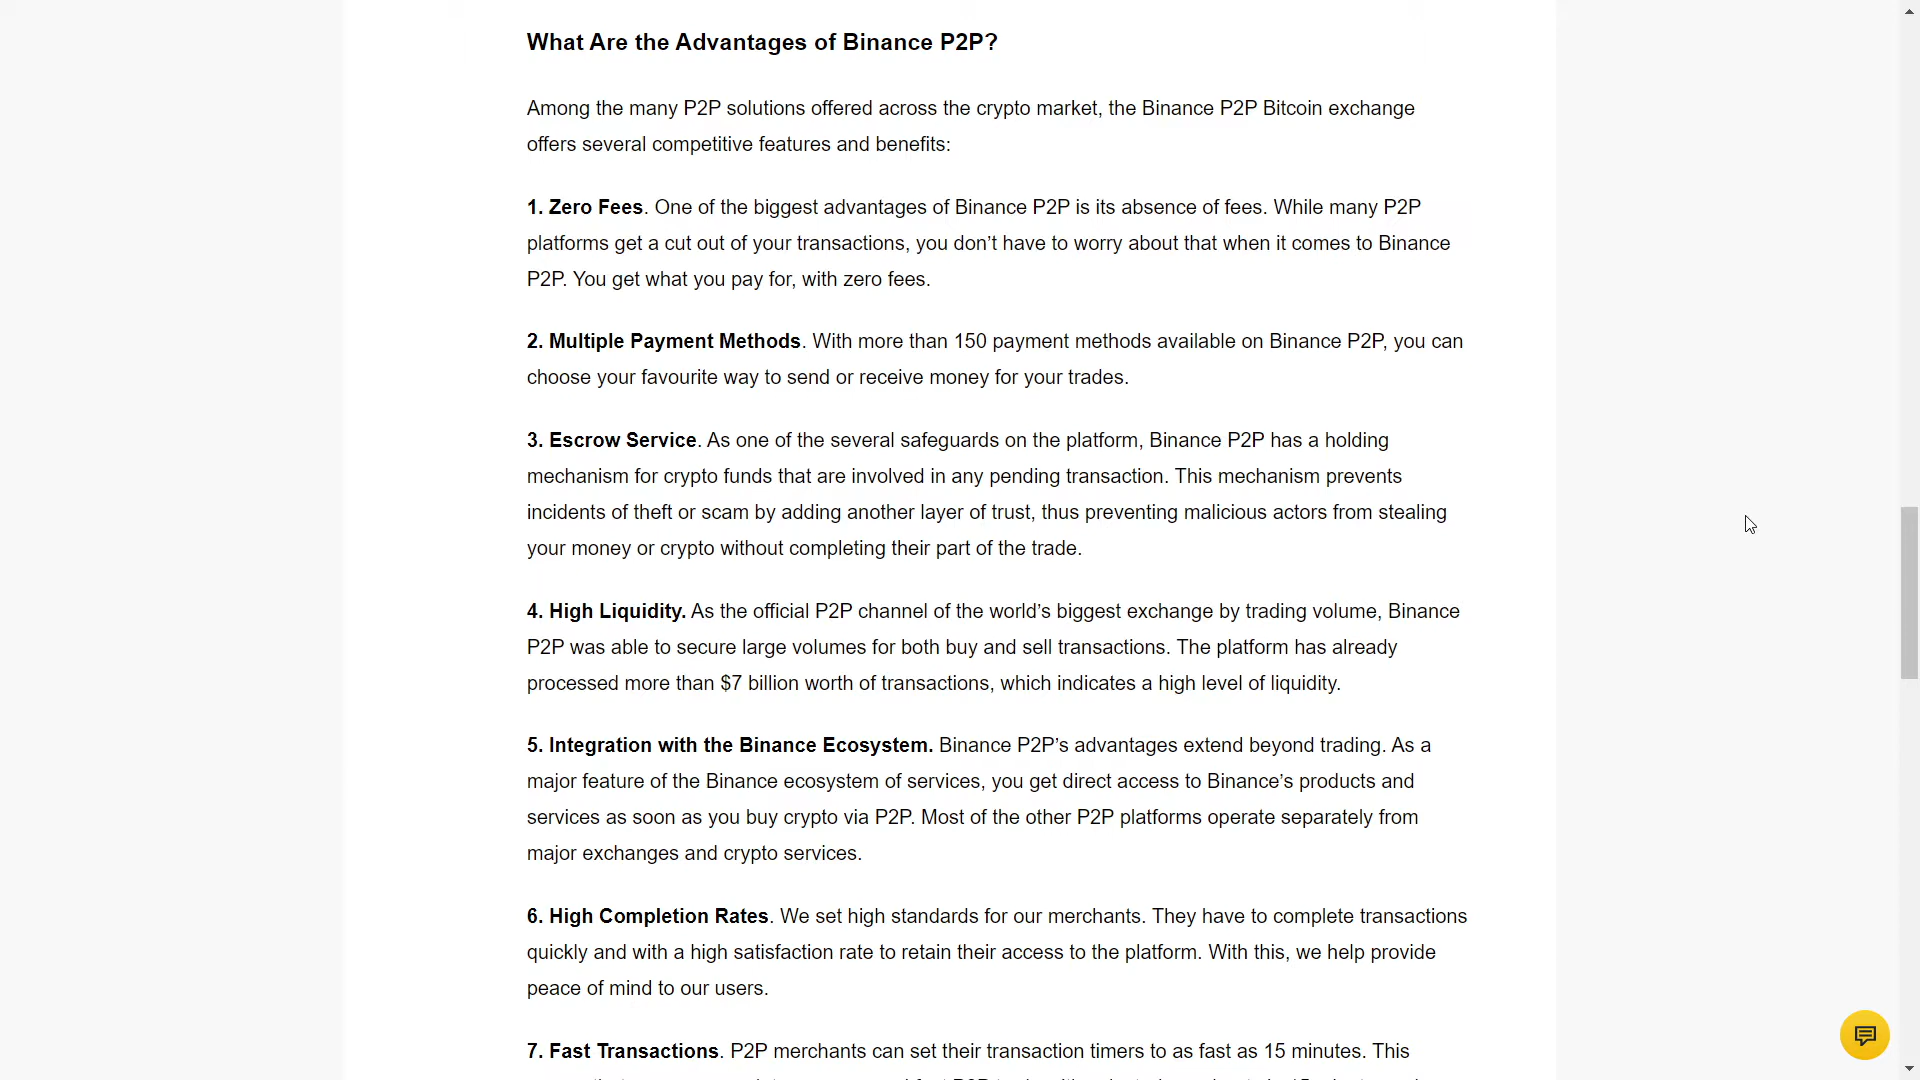 What Are the Advantages of Binance P2P?
Among the many P2P solutions offered across the crypto market, the Binance P2P Bitcoin exchange
offers several competitive features and benefits:
1. Zero Fees. One of the biggest advantages of Binance P2P is its absence of fees. While many P2P
platforms get a cut out of your transactions, you don’t have to worry about that when it comes to Binance
P2P. You get what you pay for, with zero fees.
2. Multiple Payment Methods. With more than 150 payment methods available on Binance P2P, you can
choose your favourite way to send or receive money for your trades.
3. Escrow Service. As one of the several safeguards on the platform, Binance P2P has a holding
mechanism for crypto funds that are involved in any pending transaction. This mechanism prevents
incidents of theft or scam by adding another layer of trust, thus preventing malicious actors from stealing
your money or crypto without completing their part of the trade.
4. High Liquidity. As the official P2P channel of the world’s biggest exchange by trading volume, Binance
P2P was able to secure large volumes for both buy and sell transactions. The platform has already
processed more than $7 billion worth of transactions, which indicates a high level of liquidity.
5. Integration with the Binance Ecosystem. Binance P2P’s advantages extend beyond trading. As a
major feature of the Binance ecosystem of services, you get direct access to Binance’s products and
services as soon as you buy crypto via P2P. Most of the other P2P platforms operate separately from
major exchanges and crypto services.
6. High Completion Rates. We set high standards for our merchants. They have to complete transactions
quickly and with a high satisfaction rate to retain their access to the platform. With this, we help provide
peace of mind to our users.
7. Fast Transactions. P2P merchants can set their transaction timers to as fast as 15 minutes. This